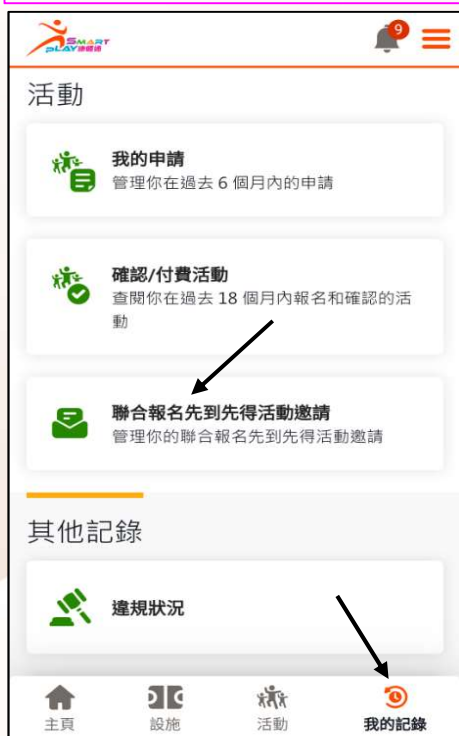 SMART
PLAY康體通
9
活動
我的申請
管理你在過去 6 個月內的申請
確認/付費活動
查閱你在過去 18 個月內報名和確認的活
動
聯合報名先到先得活動邀請
管理你的聯合報名先到先得活動邀請
其他記錄
違規狀況
主頁
設施
活動
我的記錄